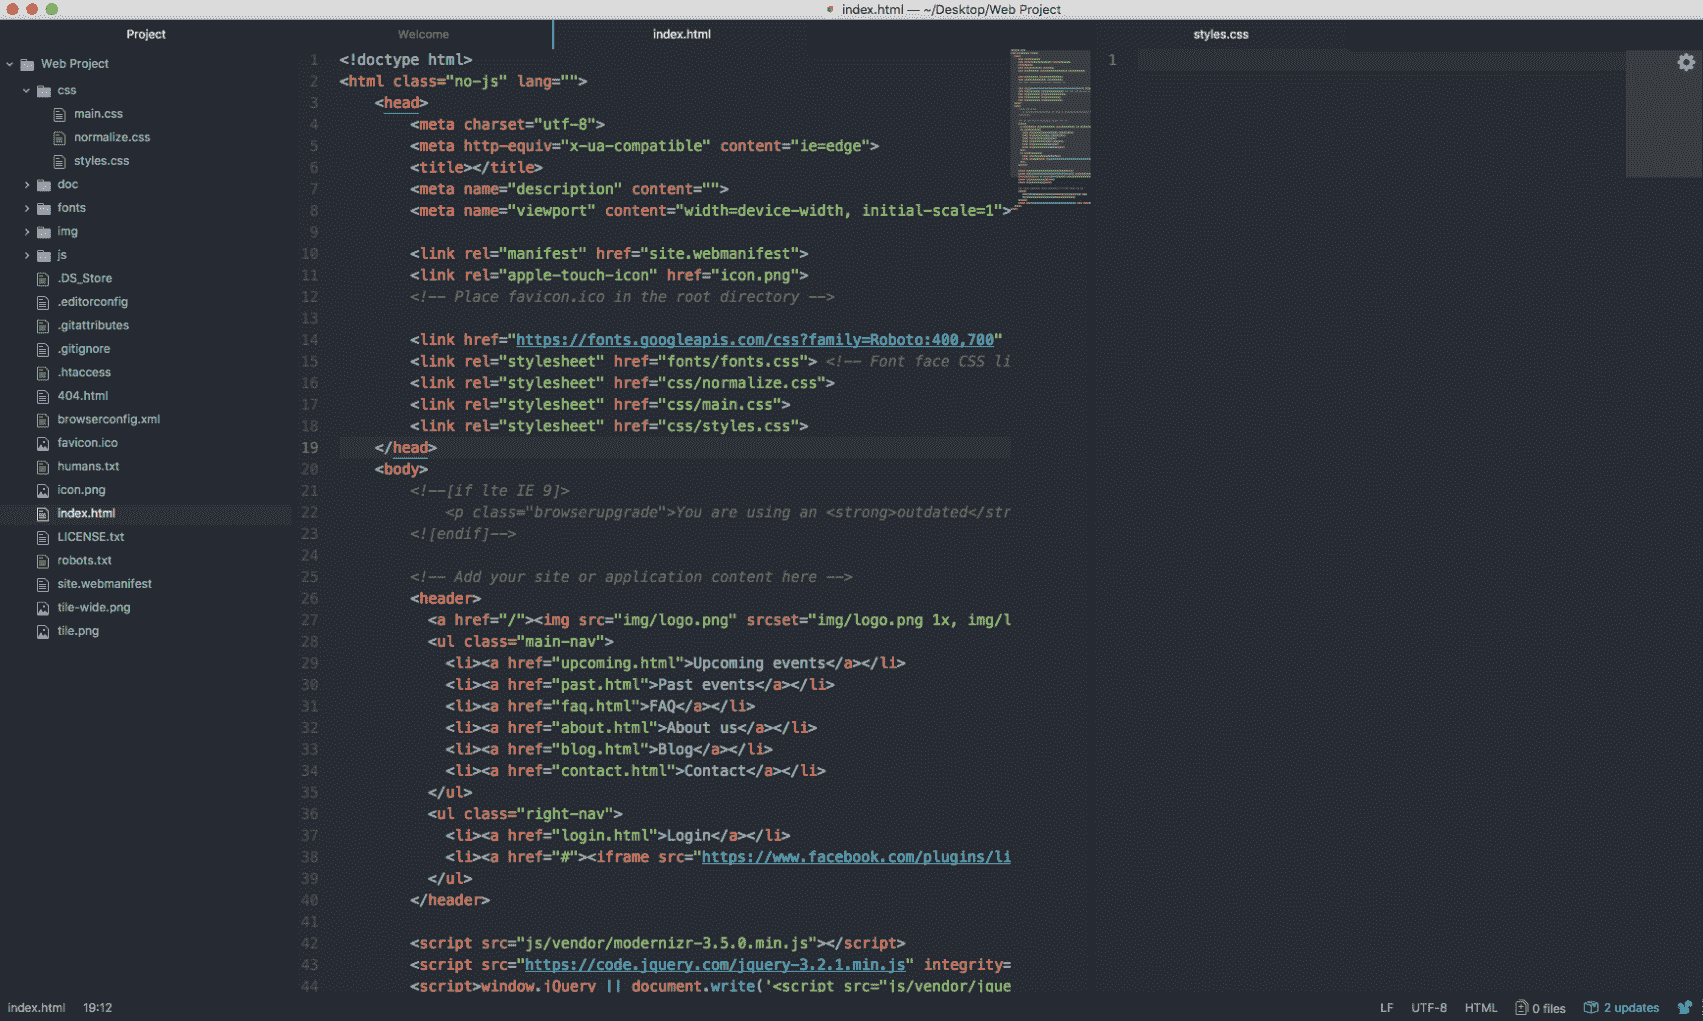 index.html — ~/Desktop/Web Project
Project
Welcome
index.html
styles.css
Web Project
css
main.css
normalize.css
styles.css
doc
fonts
img
js
.DS_Store
.editorconfig
.gitattributes
.gitignore
.htaccess
404.html
browserconfig.xml
favicon.ico
humans.txt
icon.png
index.html
LICENSE.txt
robots.txt
site.webmanifest
tile-wide.png
tile.png
1 <!doctype html>
2 <html class="no-js" lang="">
3 <head>
4 <meta charset="utf-8">
5 <meta http-equiv="x-ua-compatible" content="ie=edge">
6 <title></title>
7 <meta name="description" content="">
8 <meta name="viewport" content="width=device-width, initial-scale=1">
9
10 <link rel="manifest" href="site.webmanifest">
11 <link rel="apple-touch-icon" href="icon.png">
12 <!-- Place favicon.ico in the root directory -->
13
14 <link href="https://fonts.googleapis.com/css?family=Roboto:400,700"
15 <link rel="stylesheet" href="fonts/fonts.css"> <!-- Font face CSS li
16 <link rel="stylesheet" href="css/normalize.css">
17 <link rel="stylesheet" href="css/main.css">
18 <link rel="stylesheet" href="css/styles.css">
19 </head>
20 <body>
21 <!--[if lte IE 9]>
22 <p class="browserupgrade">You are using an <strong>outdated</str
23 <![endif]-->
24
25 <!-- Add your site or application content here -->
26 <header>
27 <a href="/"><img src="img/logo.png" srcset="img/logo.png 1x, img/l
28 <ul class="main-nav">
29 <li><a href="upcoming.html">Upcoming events</a></li>
30 <li><a href="past.html">Past events</a></li>
31 <li><a href="faq.html">FAQ</a></li>
32 <li><a href="about.html">About us</a></li>
33 <li><a href="blog.html">Blog</a></li>
34 <li><a href="contact.html">Contact</a></li>
35 </ul>
36 <ul class="right-nav">
37 <li><a href="login.html">Login</a></li>
38 <li><a href="#"><iframe src="https://www.facebook.com/plugins/li
39 </ul>
40 </header>
41
42 <script src="js/vendor/modernizr-3.5.0.min.js"></script>
43 <script src="https://code.jquery.com/jquery-3.2.1.min.js" integrity=
44 <script>window.jQuery || document.write('<script src="js/vendor/jque
1
index.html 19:12
LF UTF-8 HTML 0 files 2 updates